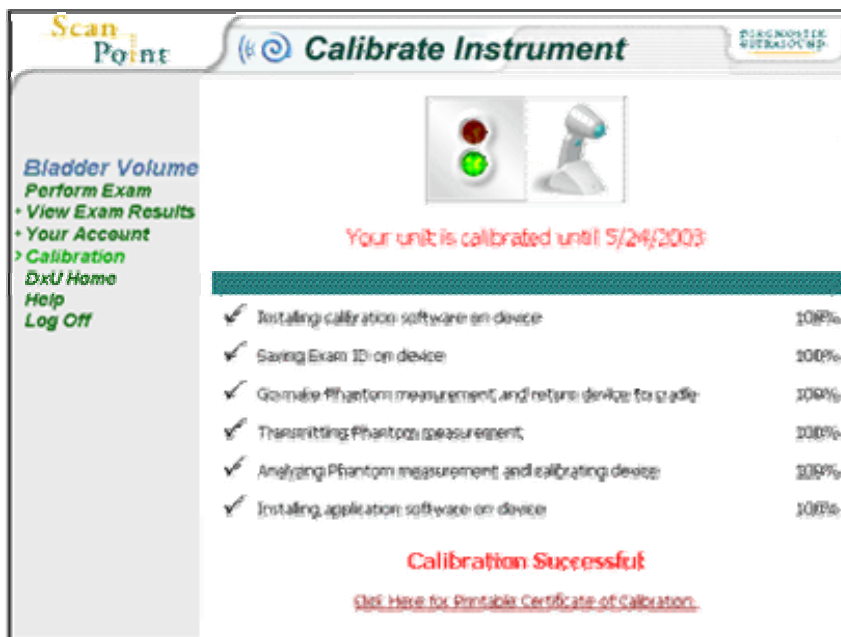 Scan
Point
Calibrate Instrument
DIAGNOSTIC
ULTRASOUND
Bladder Volume
Perform Exam
View Exam Results
Your Account
Calibration
DxU Home
Help
Log Off
Your unit is calibrated until 5/24/2003
Installing calibration software on device 100%
Saving Exam ID on device 100%
Go make Phantom measurement, and return device to cradle 100%
Transmitting Phantom measurement 100%
Analyzing Phantom measurement and calibrating device 100%
Installing application software on device 100%
Calibration Successful
Click Here for Printable Certificate of Calibration